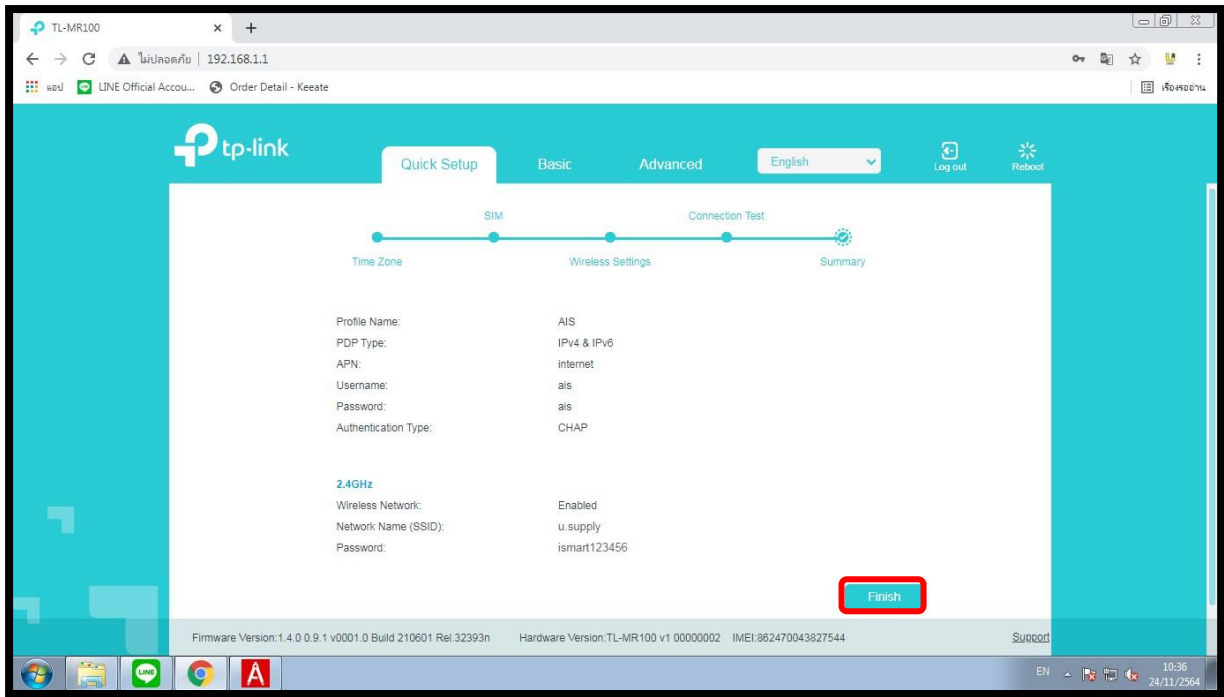 TL-MR100
ไม่ปลอดภัย 192.168.1.1
แอป LINE Official Accou... Order Detail - Keeate เรื่องรออ่าน
tp-link
Quick Setup Basic Advanced English Log out Reboot
SIM Connection Test
Time Zone Wireless Settings Summary
Profile Name: AIS
PDP Type: IPv4 & IPv6
APN: internet
Username: ais
Password: ais
Authentication Type: CHAP
2.4GHz
Wireless Network: Enabled
Network Name (SSID): u.supply
Password: ismart123456
Finish
Firmware Version:1.4.0 0.9.1 v0001.0 Build 210601 Rel.32393n Hardware Version:TL-MR100 v1 00000002 IMEI:862470043827544 Support
LINE EN 10:36
24/11/2564